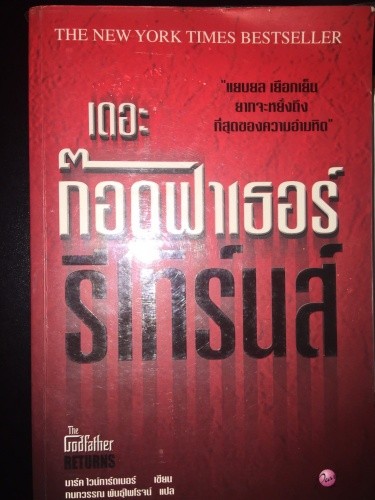 THE NEW YORK TIMES BESTSELLER
"แยบยล เยือกเย็น
ยากจะหยั่งถึง
ที่สุดของความอำมหิต"
เดอะ
ก๊อดฟาเธอร์
รีเทิร์นส์
The
Godfather
RETURNS
มาร์ค ไวน์การ์ดเนอร์ เขียน
กนกวรรณ พันธุ์ไพโรจน์ แปล